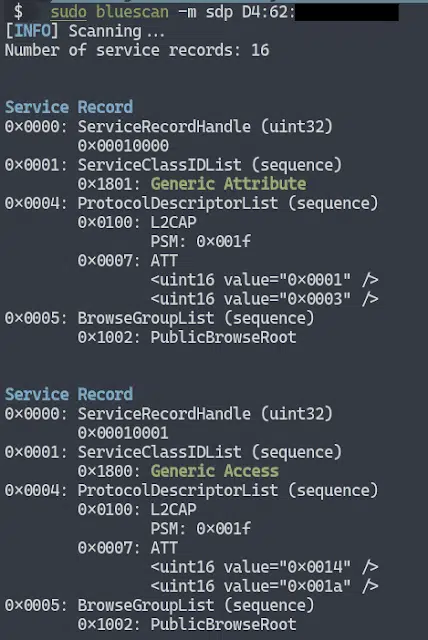 $ sudo bluescan -m sdp D4:62:
[INFO] Scanning...
Number of service records: 16
Service Record
0×0000: ServiceRecordHandle (uint32)
0×00010000
0×0001: ServiceClassIDList (sequence)
0×1801: Generic Attribute
0×0004: ProtocolDescriptorList (sequence)
0×0100: L2CAP
PSM: 0×001f
0×0007: ATT
<uint16 value="0×0001" />
<uint16 value="0×0003" />
0×0005: BrowseGroupList (sequence)
0×1002: PublicBrowseRoot
Service Record
0×0000: ServiceRecordHandle (uint32)
0×00010001
0×0001: ServiceClassIDList (sequence)
0×1800: Generic Access
0×0004: ProtocolDescriptorList (sequence)
0×0100: L2CAP
PSM: 0×001f
0×0007: ATT
<uint16 value="0×0014" />
<uint16 value="0×001a" />
0×0005: BrowseGroupList (sequence)
0×1002: PublicBrowseRoot